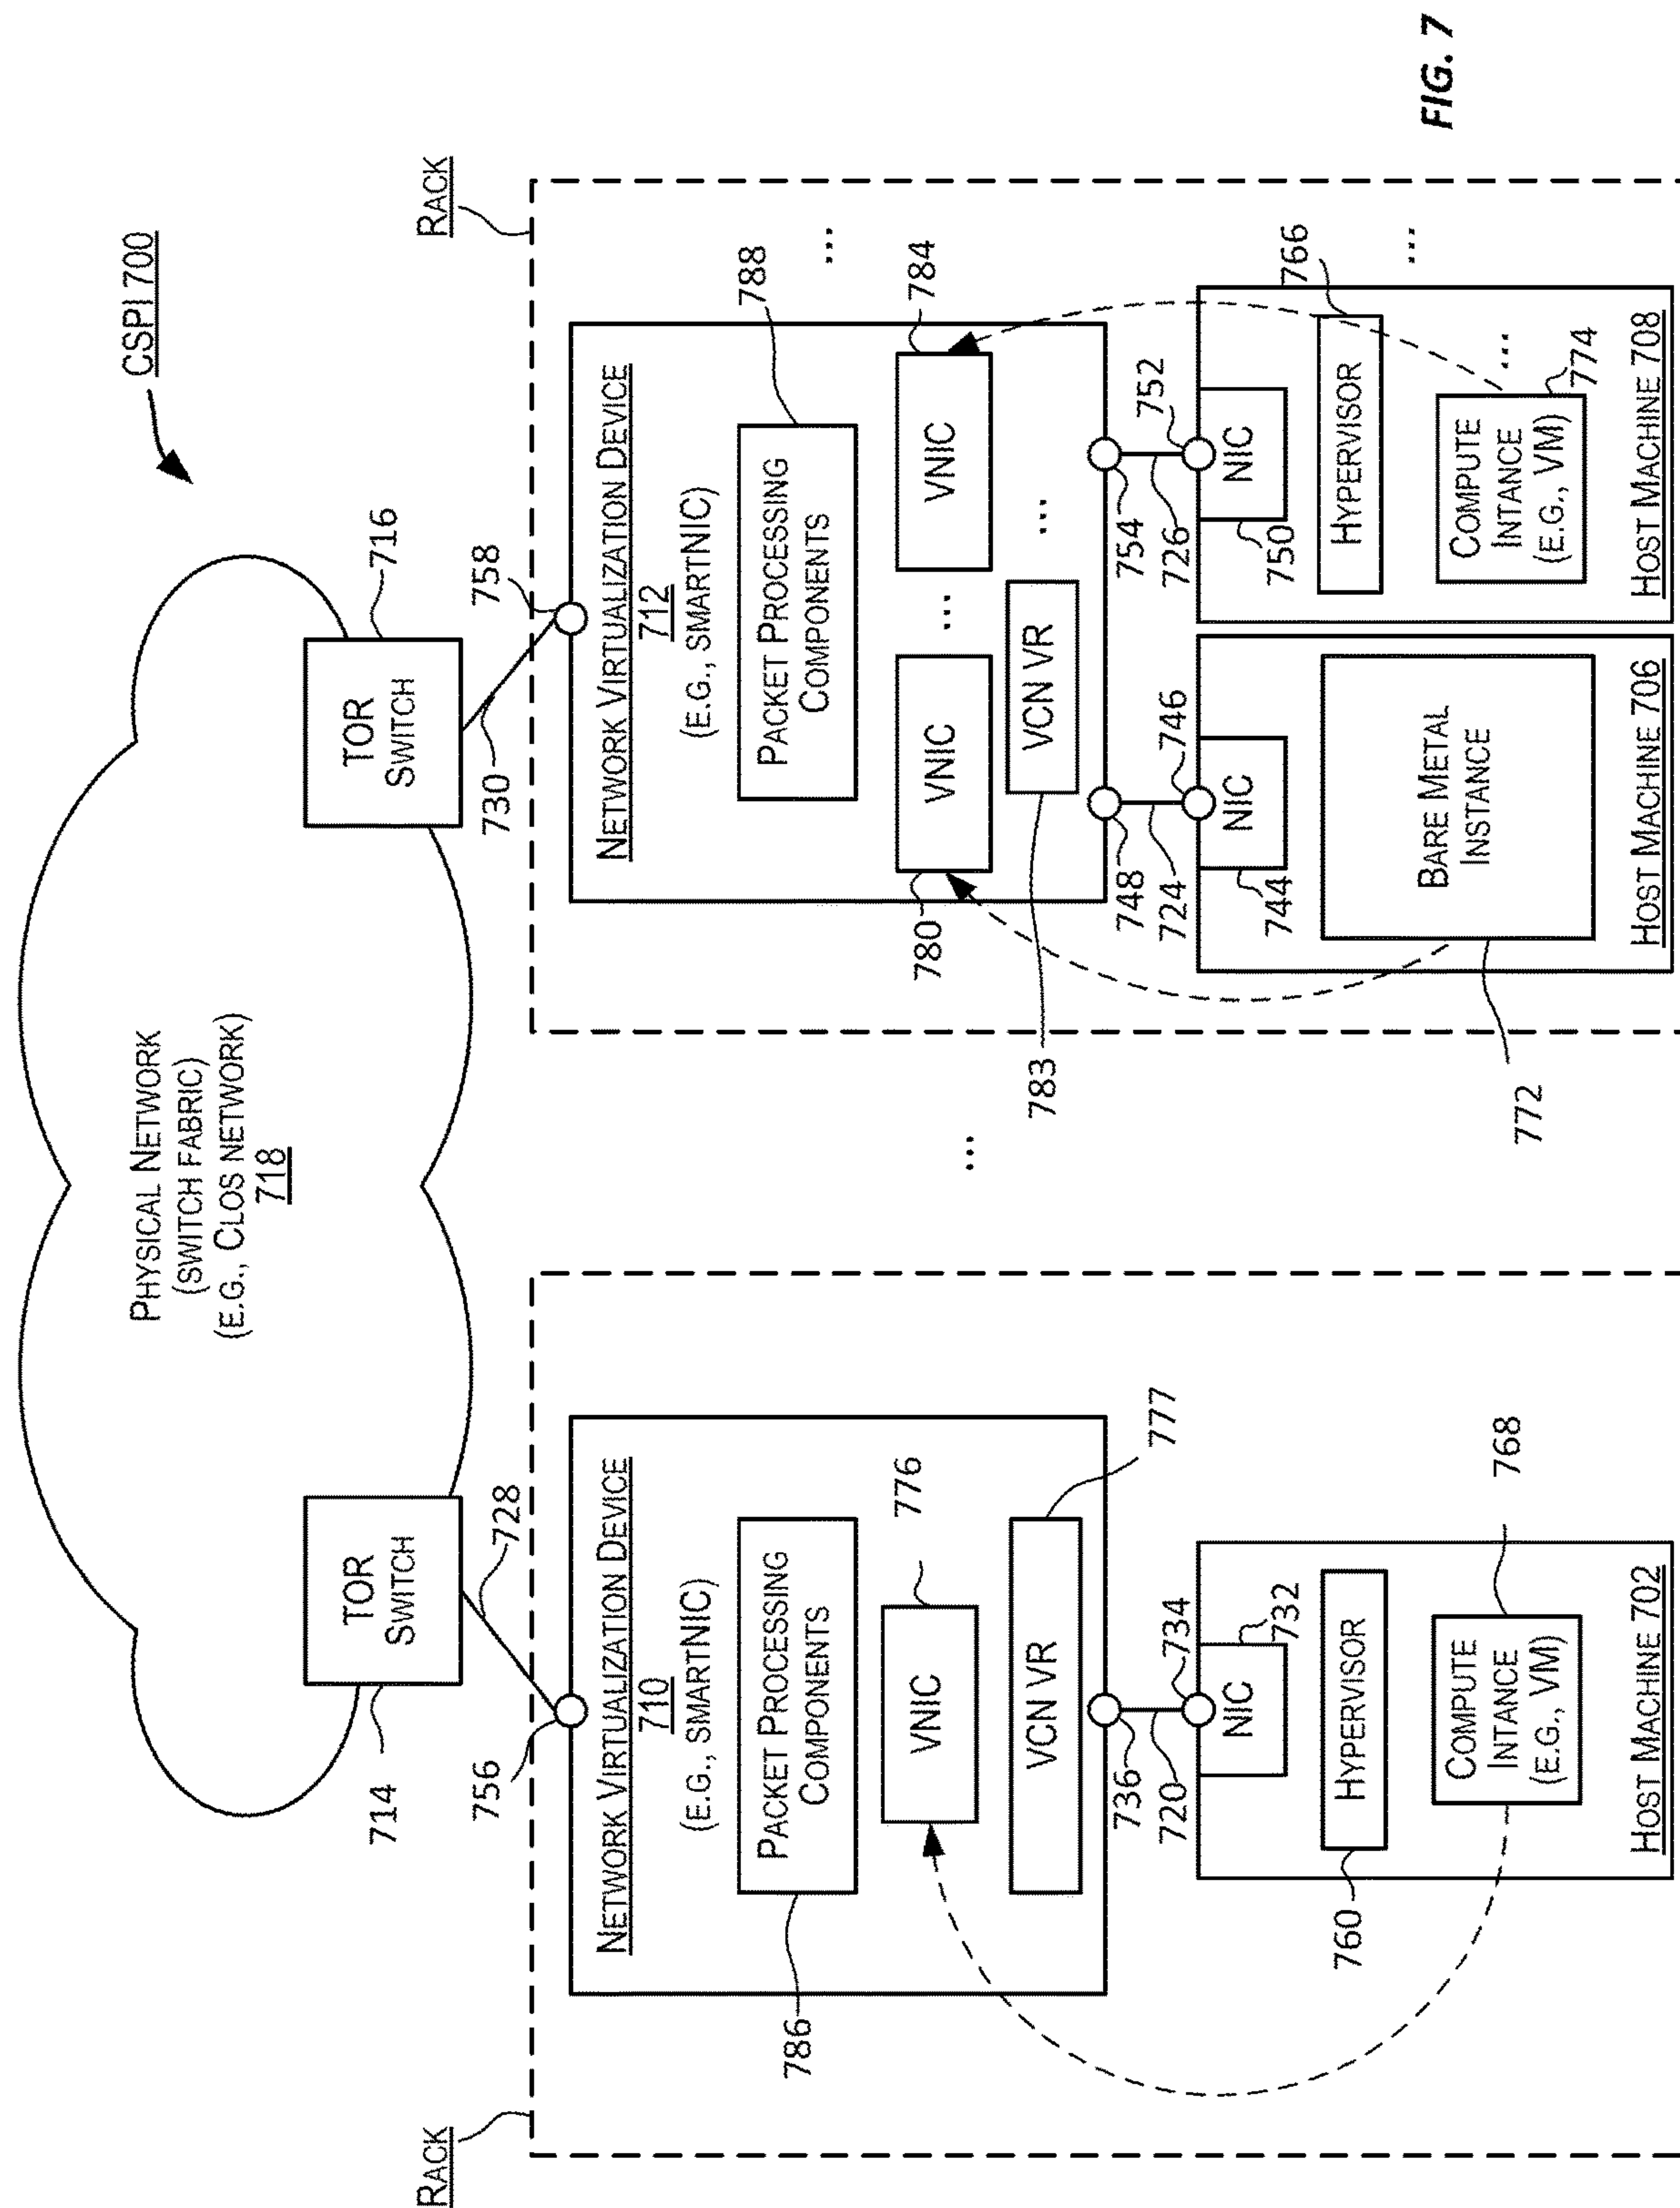 CSPI 700
PHYSICAL NETWORK
(SWITCH FABRIC)
(E.G., CLOS NETWORK)
718
TOR
SWITCH
714
TOR
SWITCH
716
728
730
RACK
756
NETWORK VIRTUALIZATION DEVICE
710
(E.G., SMARTNIC)
PACKET PROCESSING
COMPONENTS
786
VNIC
776
VCN VR
777
736
720
734
NIC
732
HYPERVISOR
760
COMPUTE
INTANCE
(E.G., VM)
768
HOST MACHINE 702
...
RACK
758
NETWORK VIRTUALIZATION DEVICE
712
(E.G., SMARTNIC)
PACKET PROCESSING
COMPONENTS
788
...
VNIC
780
...
VNIC
784
VCN VR
783
...
748
724
746
NIC
744
BARE METAL
INSTANCE
772
HOST MACHINE 706
754
726
752
NIC
750
HYPERVISOR
766
COMPUTE
INTANCE
(E.G., VM)
774
...
HOST MACHINE 708
...
FIG. 7